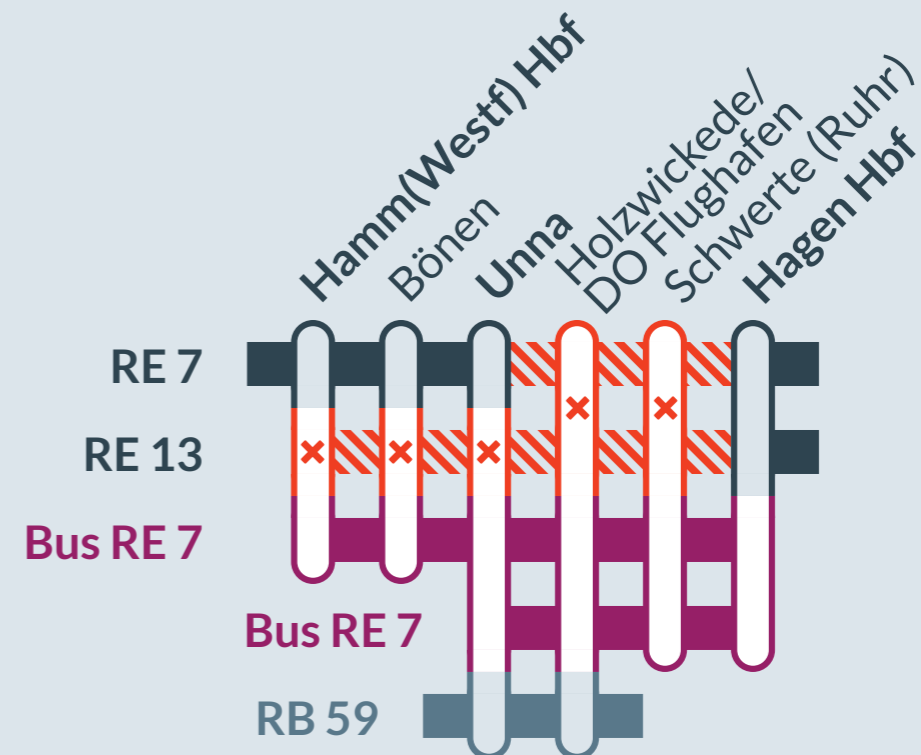 Hamm(Westf) Hbf
Bönen
Unna
Holzwickede/
DO Flughafen
Schwerte (Ruhr)
Hagen Hbf
RE 7
RE 13
Bus RE 7
Bus RE 7
RB 59